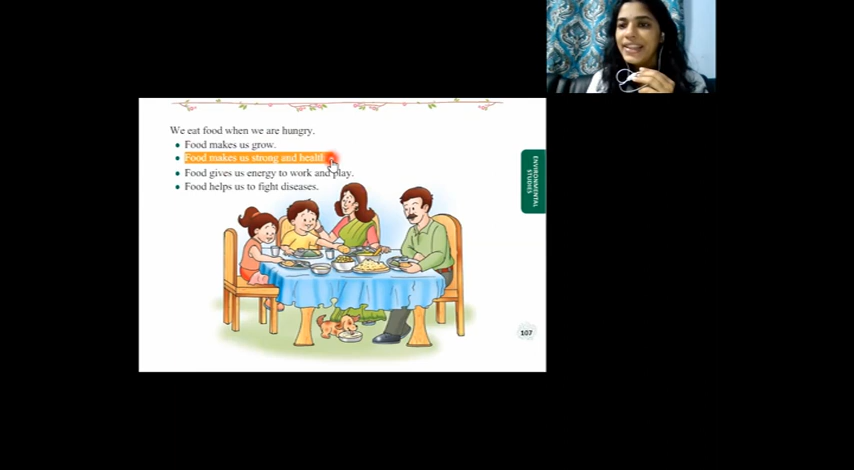 We eat food when we are hungry.
• Food makes us grow.
• Food makes us strong and health
• Food gives us energy to work and play.
• Food helps us to fight diseases.
ENVIRONMENTAL
STUDIES
107